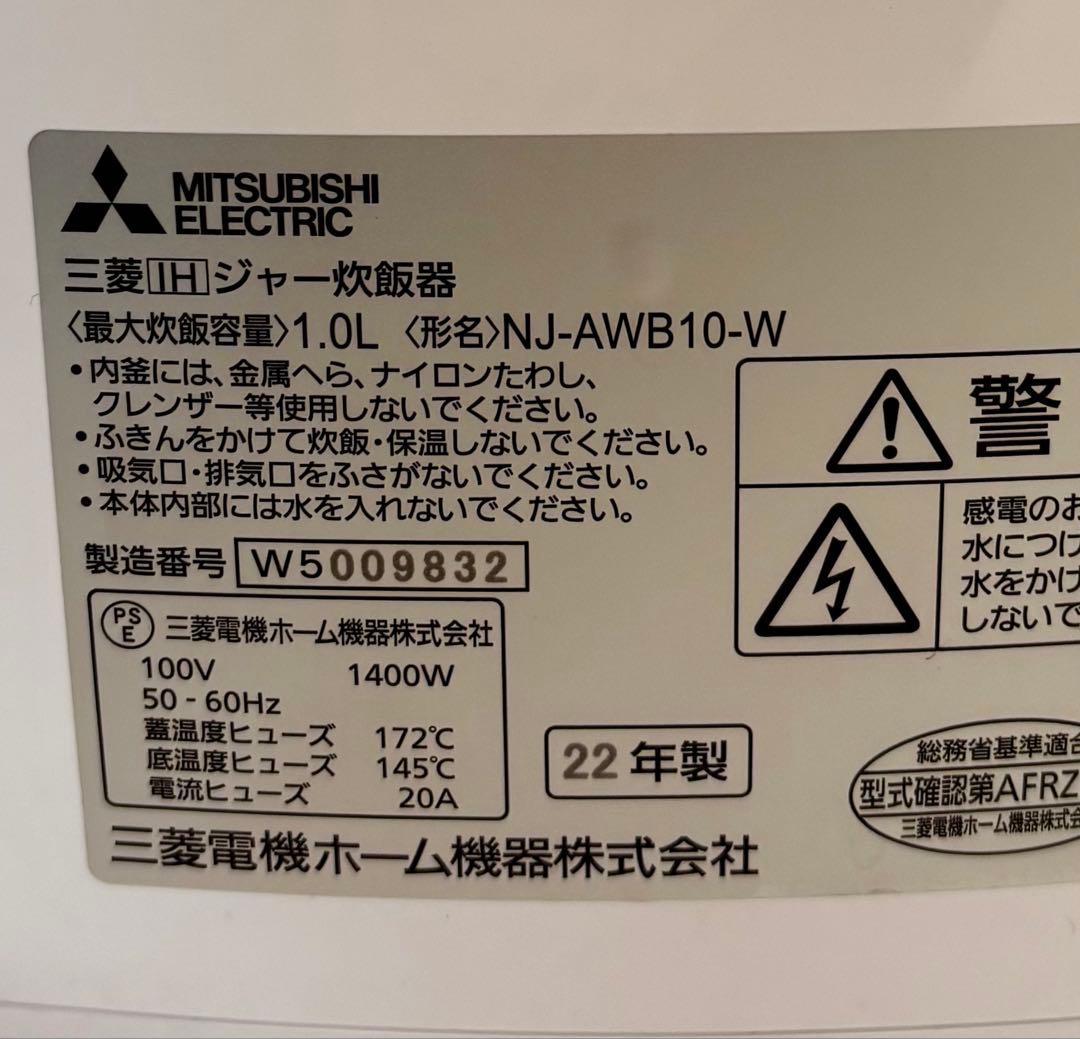 MITSUBISHI
ELECTRIC
三菱IHジャー炊飯器
〈最大炊飯容量〉1.0L 〈形名〉NJ-AWB10-W
・内釜には、金属へら、ナイロンたわし、
クレンザー等使用しないでください。
・ふきんをかけて炊飯・保温しないでください。
・吸気口・排気口をふさがないでください。
・本体内部には水を入れないでください。
製造番号 W5009832
PS
E
三菱電機ホーム機器株式会社
100V 1400W
50-60Hz
蓋温度ヒューズ 172℃
底温度ヒューズ 145℃
電流ヒューズ 20A
22年製
三菱電機ホーム機器株式会社
警
感電のお
水につけ
水をかけ
しないで
総務省基準適合
型式確認第AFRZ
三菱電機ホーム機器株式会